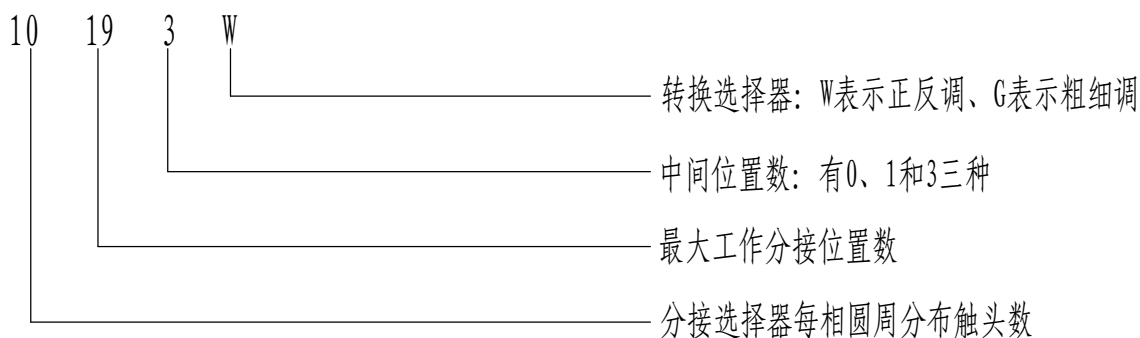 10 19 3 W
转换选择器: W表示正反调、G表示粗细调
中间位置数: 有0、1和3三种
最大工作分接位置数
分接选择器每相圆周分布触头数